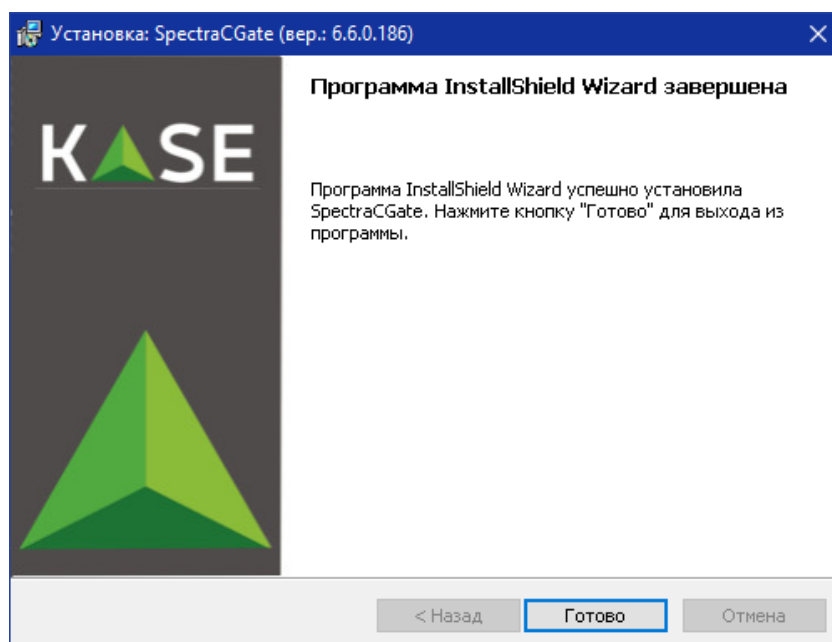 Установка: SpectraCGate (вер.: 6.6.0.186)
KASE
Программа InstallShield Wizard завершена
Программа InstallShield Wizard успешно установила
SpectraCGate. Нажмите кнопку "Готово" для выхода из
программы.
< Назад
Готово
Отмена